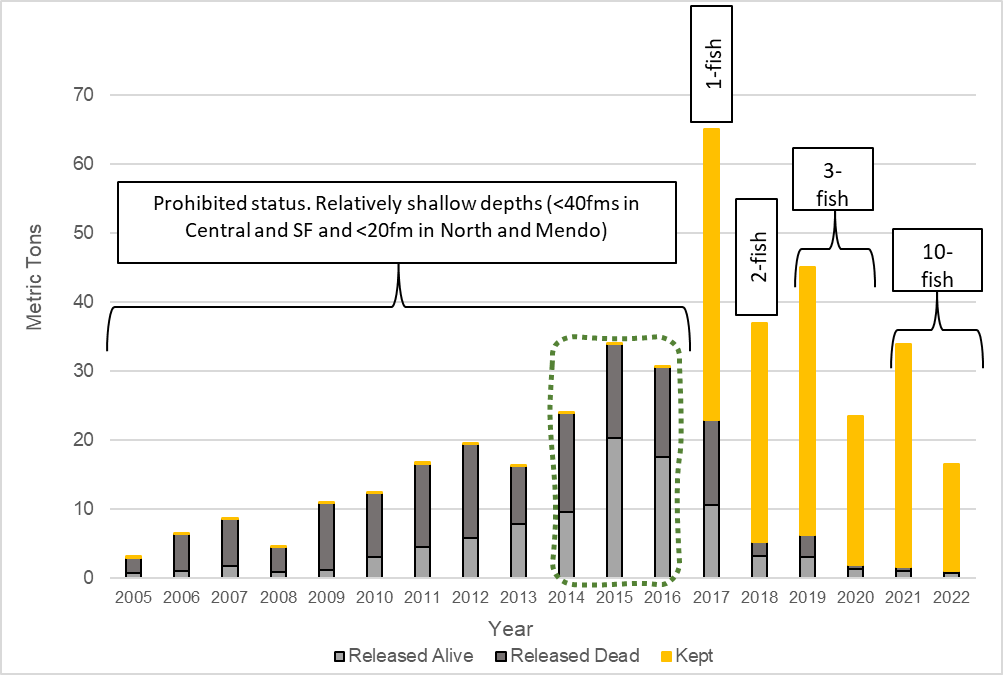 1-fish
70
60
3-
fish
Prohibited status. Relatively shallow depths (<40fms in
Central and SF and <20fm in North and Mendo)
50
2-fish
10-
fish
Metric Tons
40
30
20
10
0
2005 2006 2007 2008 2009 2010 2011 2012 2013 2014 2015 2016 2017 2018 2019 2020 2021 2022
Year
Released Alive Released Dead Kept